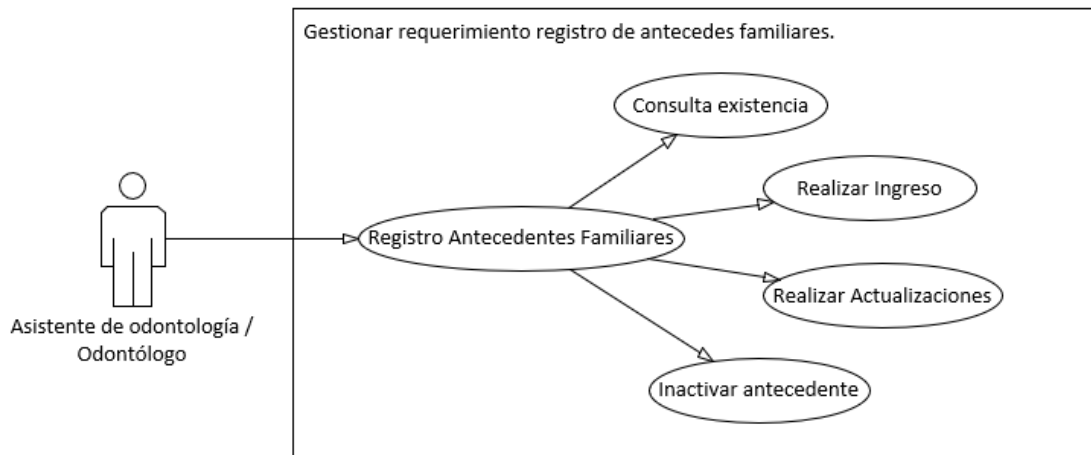 Gestionar requerimiento registro de antecedes familiares.
Consulta existencia
Realizar Ingreso
Registro Antecedentes Familiares
Realizar Actualizaciones
Asistente de odontología /
Odontólogo
Inactivar antecedente